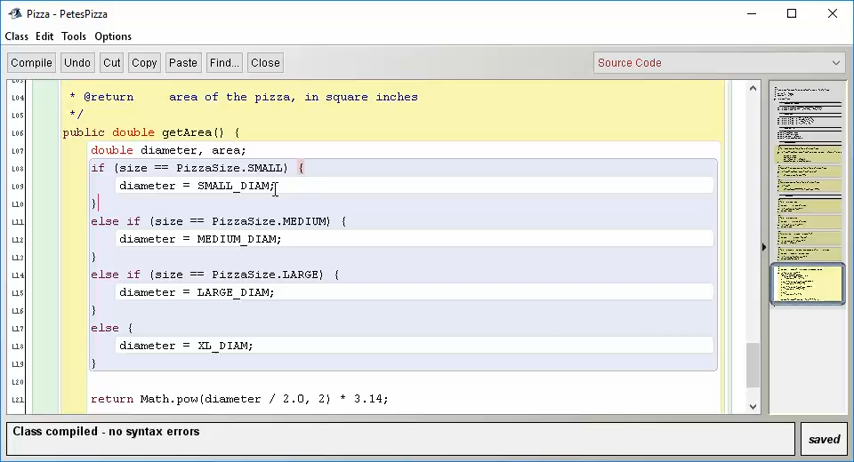 Pizza - PetesPizza
Class Edit Tools Options
Compile Undo Cut Copy Paste Find... Close Source Code
L04 * @return area of the pizza, in square inches
L05 */
L06 public double getArea() {
L07 double diameter, area;
L08 if (size == PizzaSize.SMALL) {
L09 diameter = SMALL_DIAM;
L10 }
L11 else if (size == PizzaSize.MEDIUM) {
L12 diameter = MEDIUM_DIAM;
L13 }
L14 else if (size == PizzaSize.LARGE) {
L15 diameter = LARGE_DIAM;
L16 }
L17 else {
L18 diameter = XL_DIAM;
L19 }
L20
L21 return Math.pow(diameter / 2.0, 2) * 3.14;
Class compiled - no syntax errors
saved